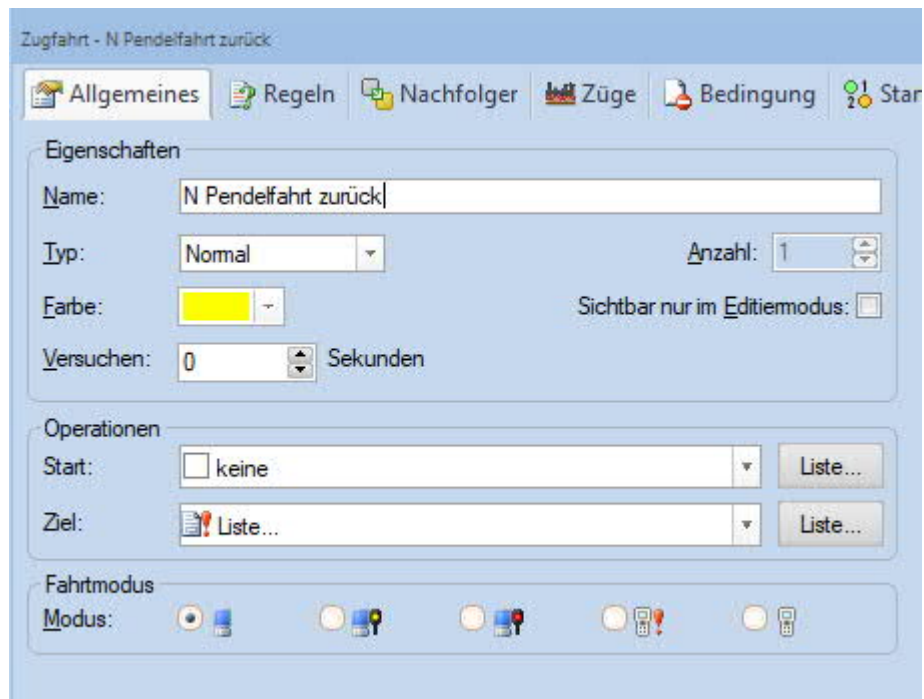 Zugfahrt - N Pendelfahrt zurück
Allgemeines Regeln Nachfolger Züge Bedingung Star
Eigenschaften
Name: N Pendelfahrt zurück
Typ: Normal Anzahl: 1
Farbe: Sichtbar nur im Editiermodus:
Versuchen: 0 Sekunden
Operationen
Start: keine Liste...
Ziel: Liste... Liste...
Fahrtmodus
Modus: